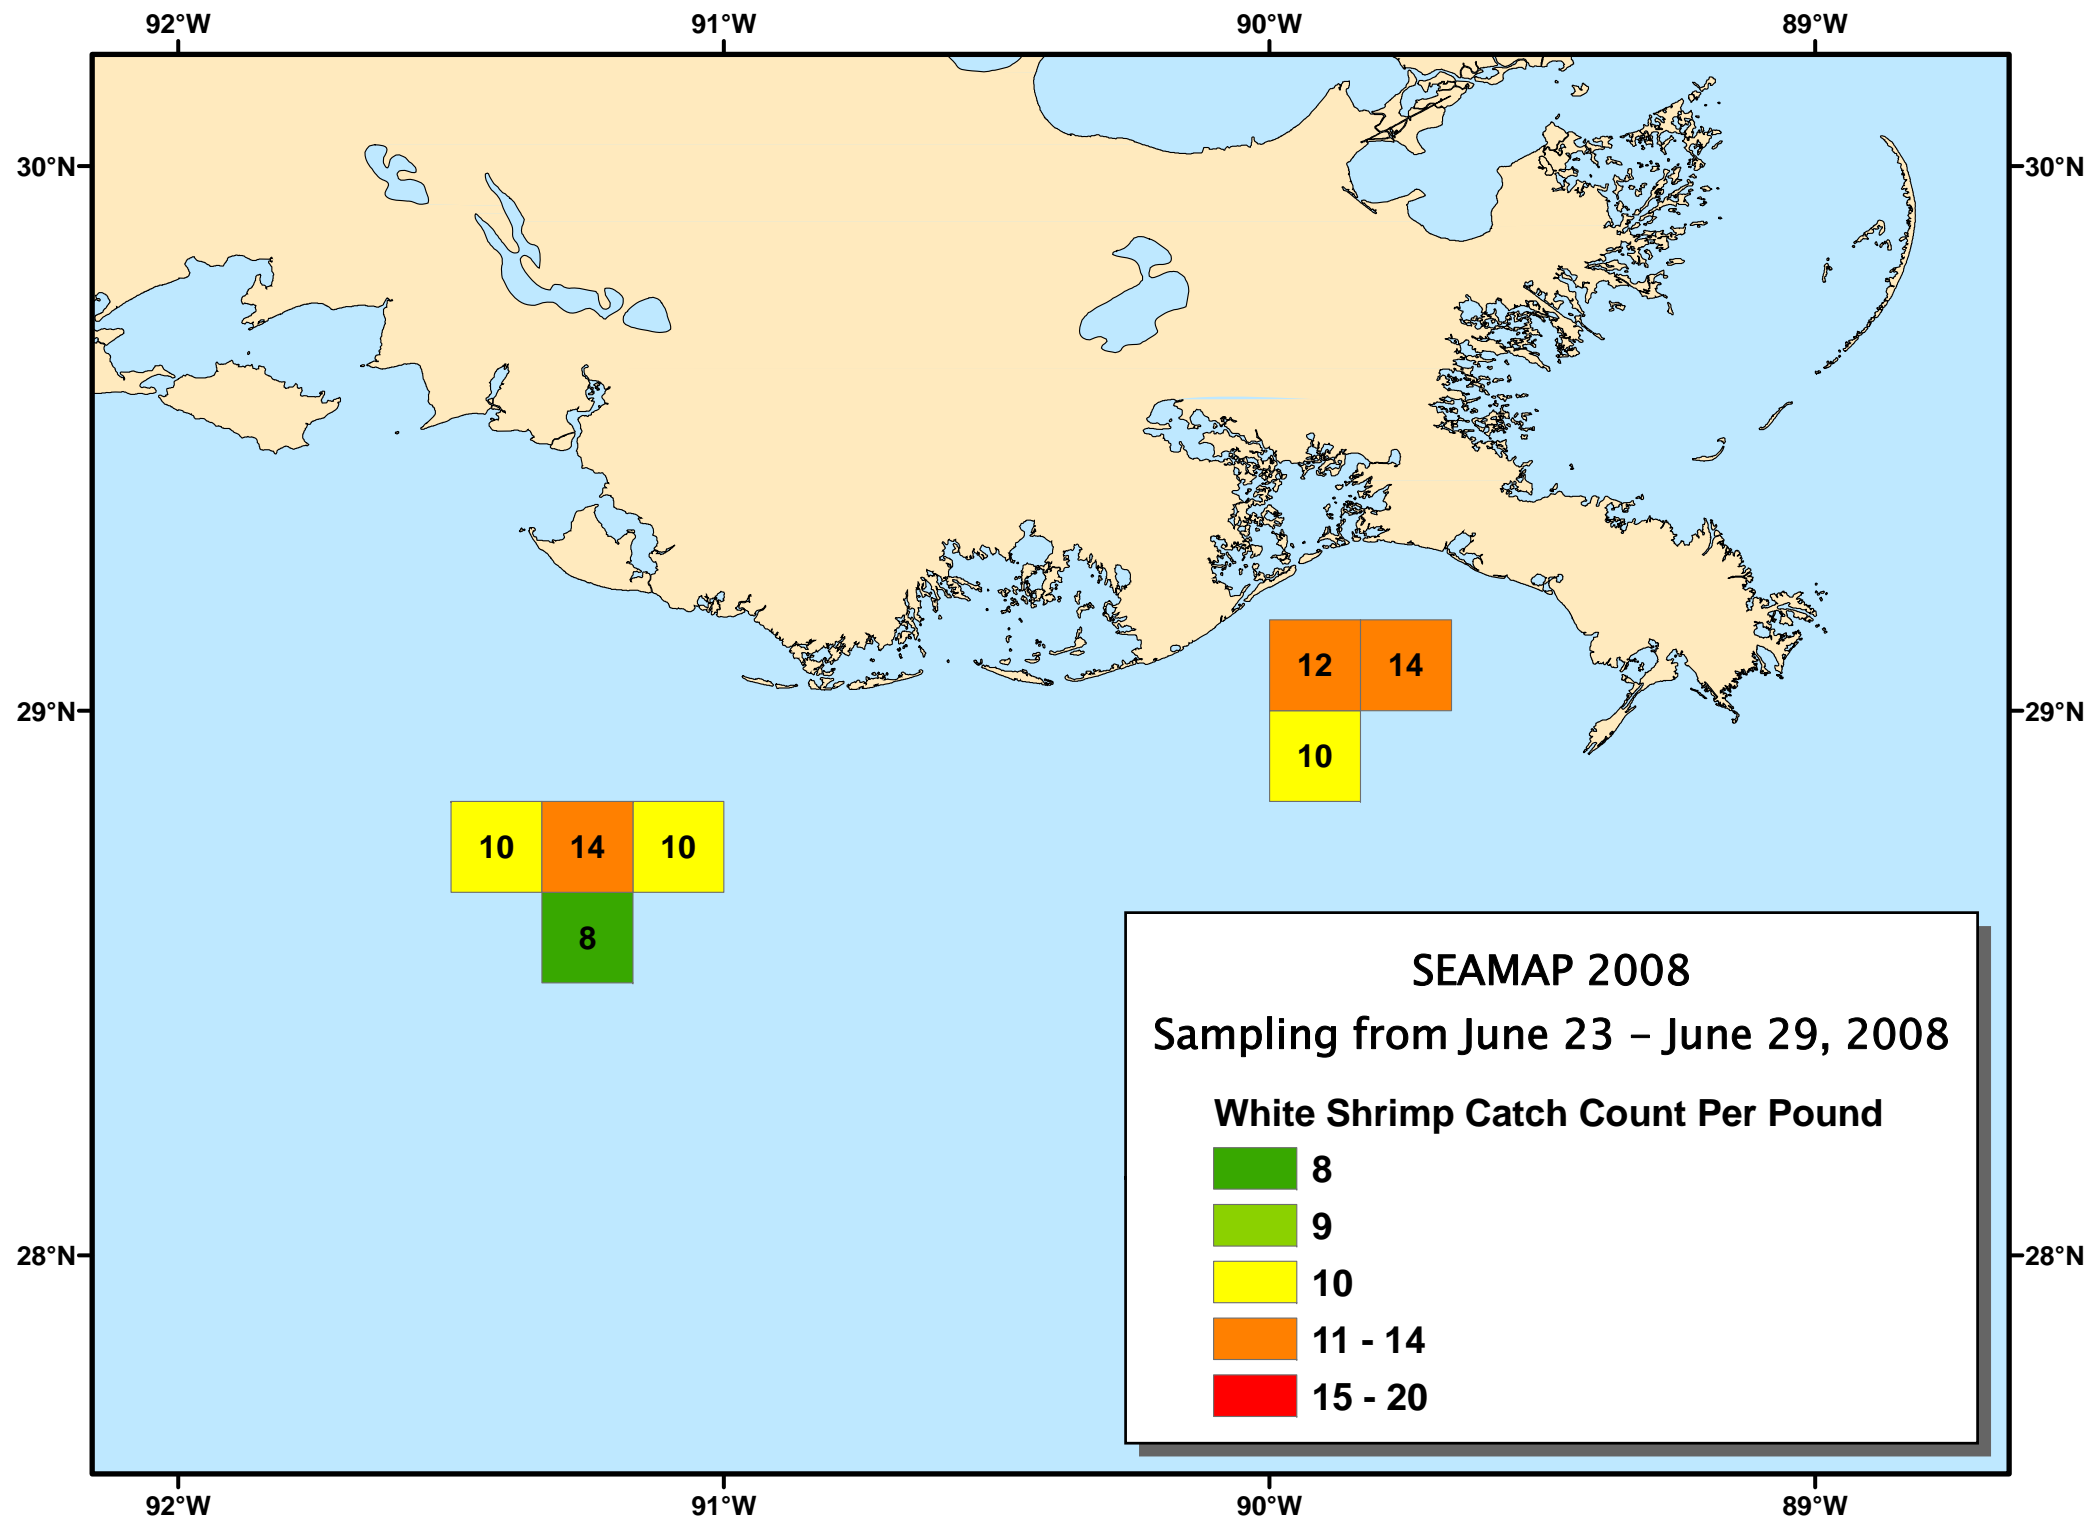 92°W 91°W 90°W 89°W
30°N 30°N
12 14
29°N 29°N
10
10 14 10
8
SEAMAP 2008
Sampling from June 23 – June 29, 2008
White Shrimp Catch Count Per Pound
8
9
10
28°N 28°N
11 - 14
15 - 20
92°W 91°W 90°W 89°W